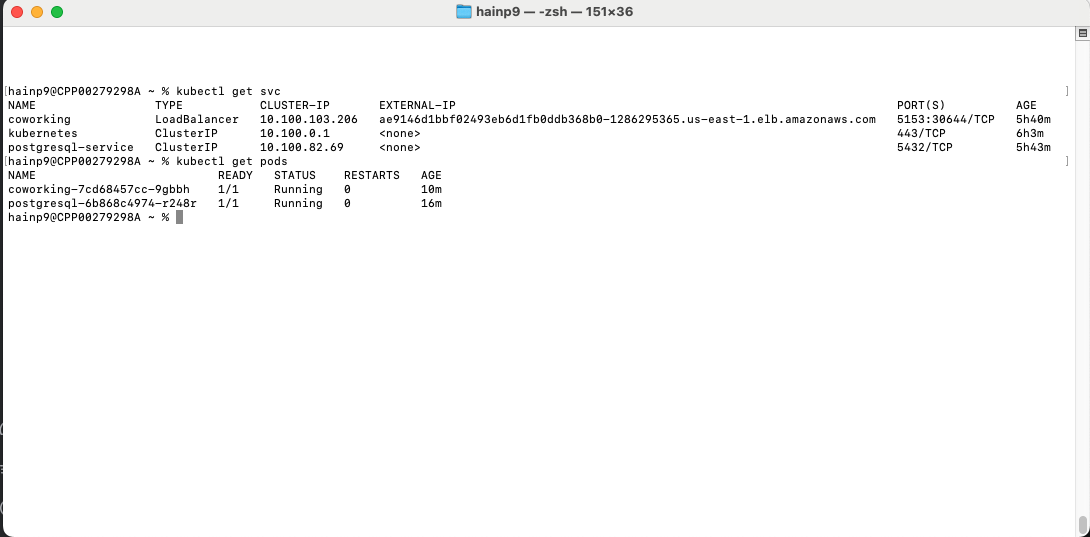 hainp9 — -zsh — 151×36
[hainp9@CPP00279298A ~ % kubectl get svc ]
NAME TYPE CLUSTER-IP EXTERNAL-IP PORT(S) AGE
coworking LoadBalancer 10.100.103.206 ae9146d1bbf02493eb6d1fb0ddb368b0-1286295365.us-east-1.elb.amazonaws.com 5153:30644/TCP 5h40m
kubernetes ClusterIP 10.100.0.1 <none> 443/TCP 6h3m
postgresql-service ClusterIP 10.100.82.69 <none> 5432/TCP 5h43m
[hainp9@CPP00279298A ~ % kubectl get pods ]
NAME READY STATUS RESTARTS AGE
coworking-7cd68457cc-9gbbh 1/1 Running 0 10m
postgresql-6b868c4974-r248r 1/1 Running 0 16m
hainp9@CPP00279298A ~ %